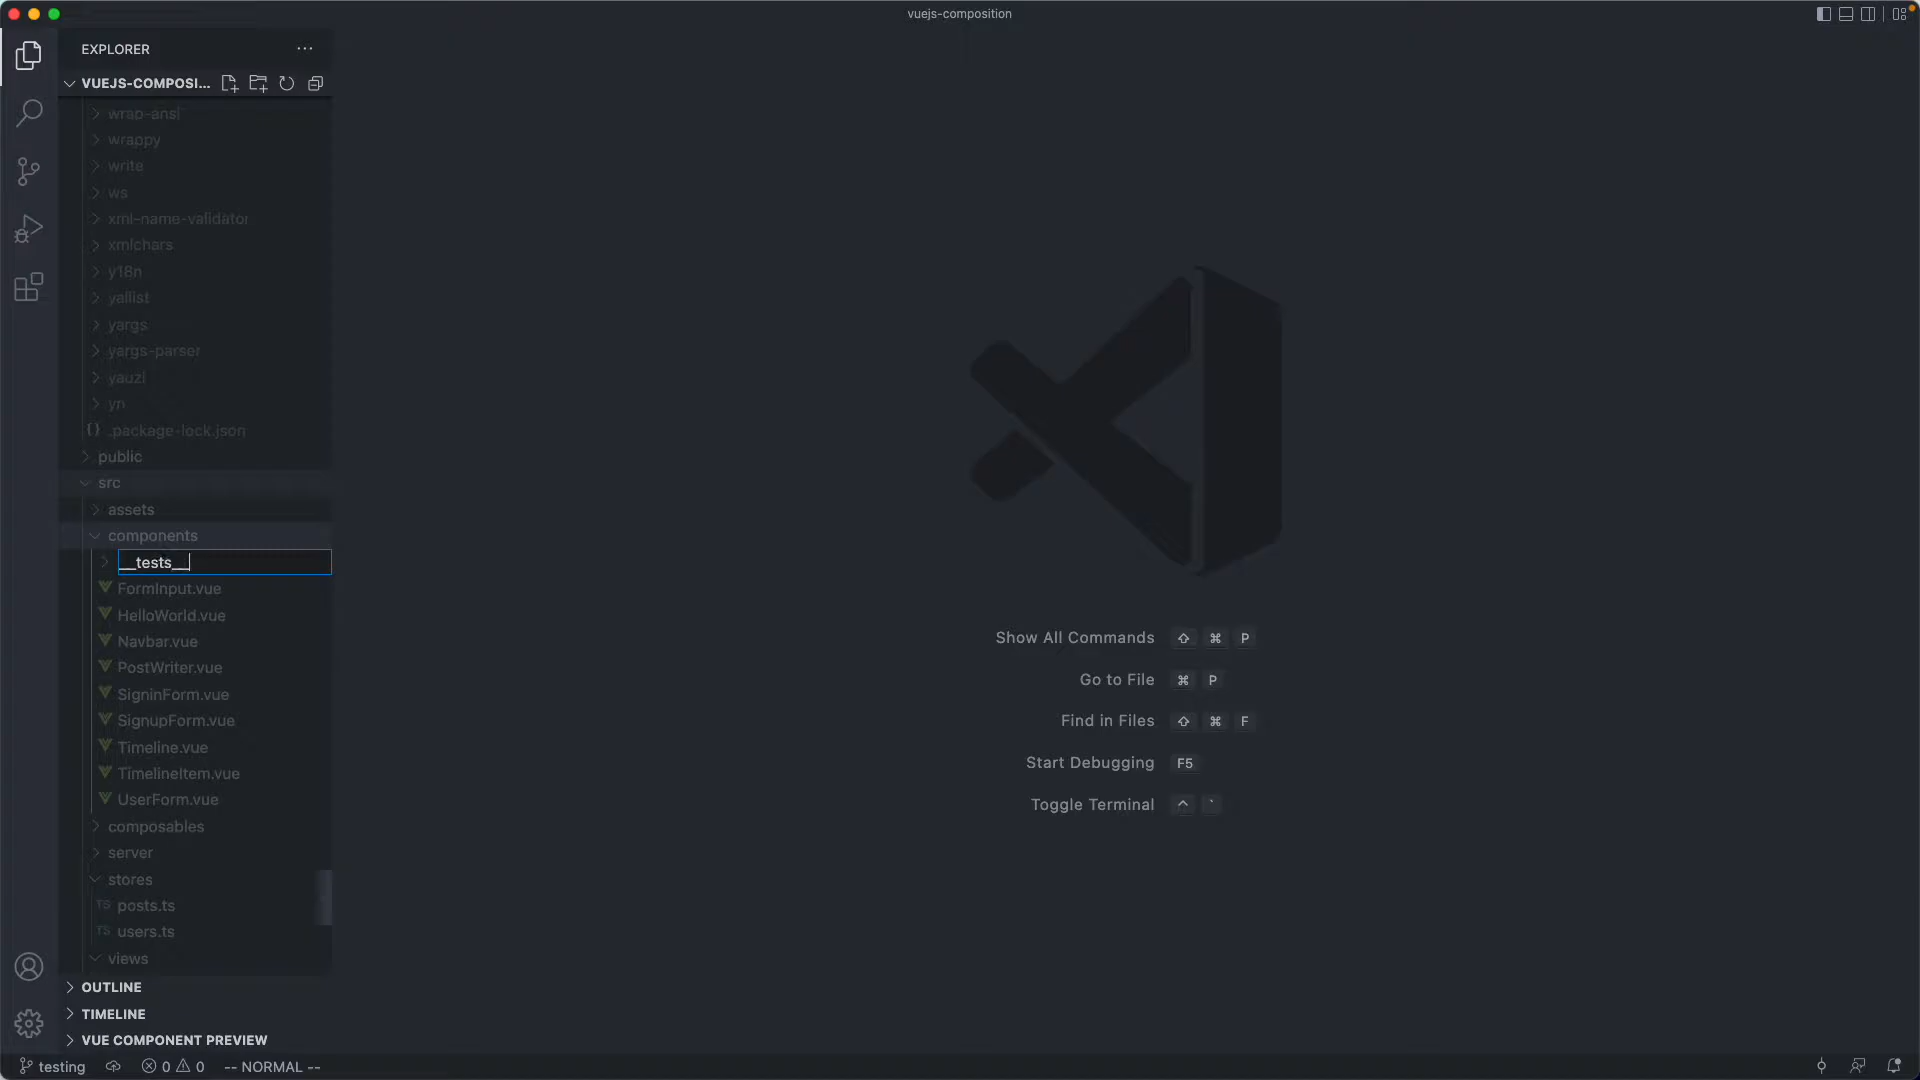 vuejs-composition
EXPLORER
VUEJS-COMPOSI...
wrap-ansi
wrappy
write
ws
xml-name-validator
xmlchars
y18n
yallist
yargs
yargs-parser
yauzl
yn
{} .package-lock.json
public
src
assets
components
__tests__
FormInput.vue
HelloWorld.vue
Navbar.vue
PostWriter.vue
SigninForm.vue
SignupForm.vue
Timeline.vue
TimelineItem.vue
UserForm.vue
composables
server
stores
TS posts.ts
TS users.ts
views
OUTLINE
TIMELINE
VUE COMPONENT PREVIEW
Show All Commands ⇧ ⌘ P
Go to File ⌘ P
Find in Files ⇧ ⌘ F
Start Debugging F5
Toggle Terminal ^ `
testing 0 0 -- NORMAL --